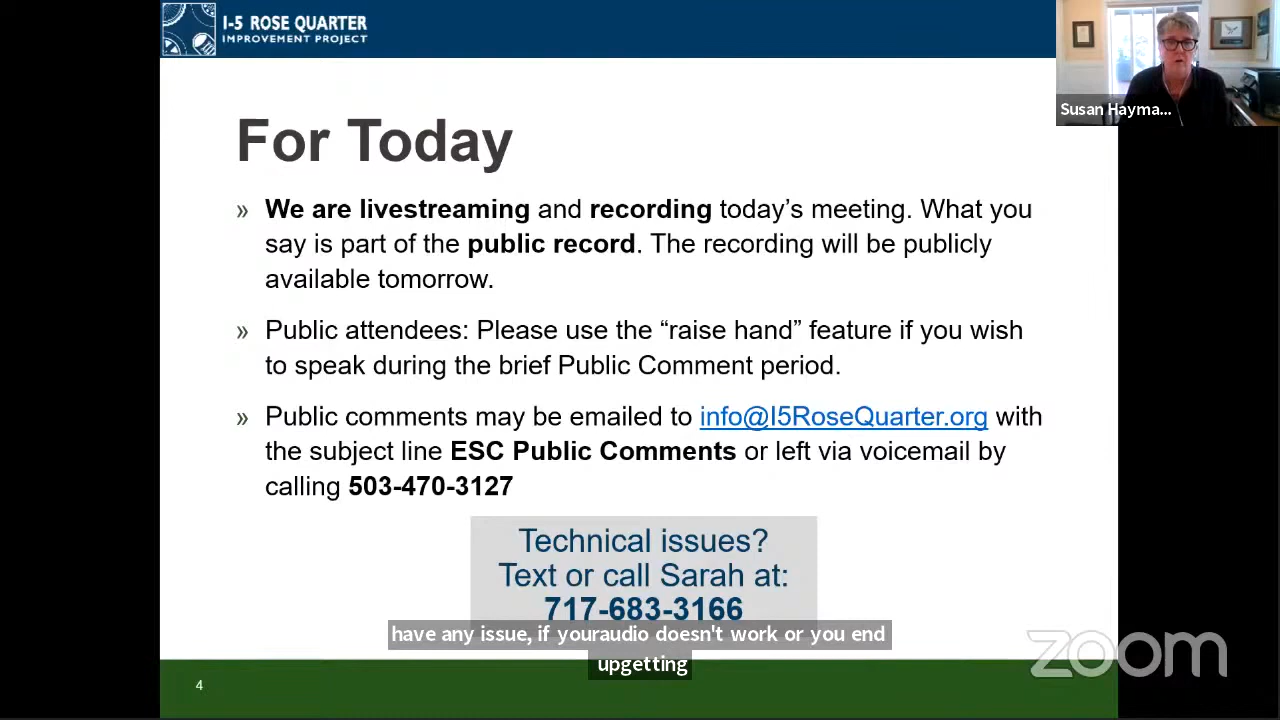 I-5 ROSE QUARTER
IMPROVEMENT PROJECT
Susan Hayma...
For Today
» We are livestreaming and recording today's meeting. What you
say is part of the public record. The recording will be publicly
available tomorrow.
» Public attendees: Please use the “raise hand” feature if you wish
to speak during the brief Public Comment period.
» Public comments may be emailed to info@I5RoseQuarter.org with
the subject line ESC Public Comments or left via voicemail by
calling 503-470-3127
Technical issues?
Text or call Sarah at:
717-683-3166
have any issue, if youraudio doesn't work or you end
upgetting
zoom
4